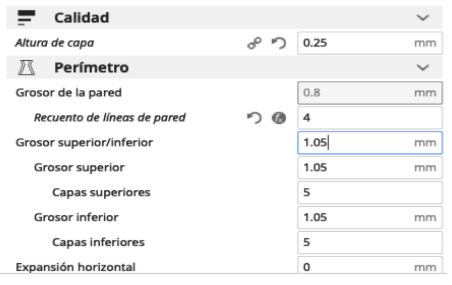 Calidad
Altura de capa 0.25 mm
Perímetro
Grosor de la pared 0.8 mm
Recuento de líneas de pared 4
Grosor superior/inferior 1.05 mm
Grosor superior 1.05 mm
Capas superiores 5
Grosor inferior 1.05 mm
Capas inferiores 5
Expansión horizontal 0 mm